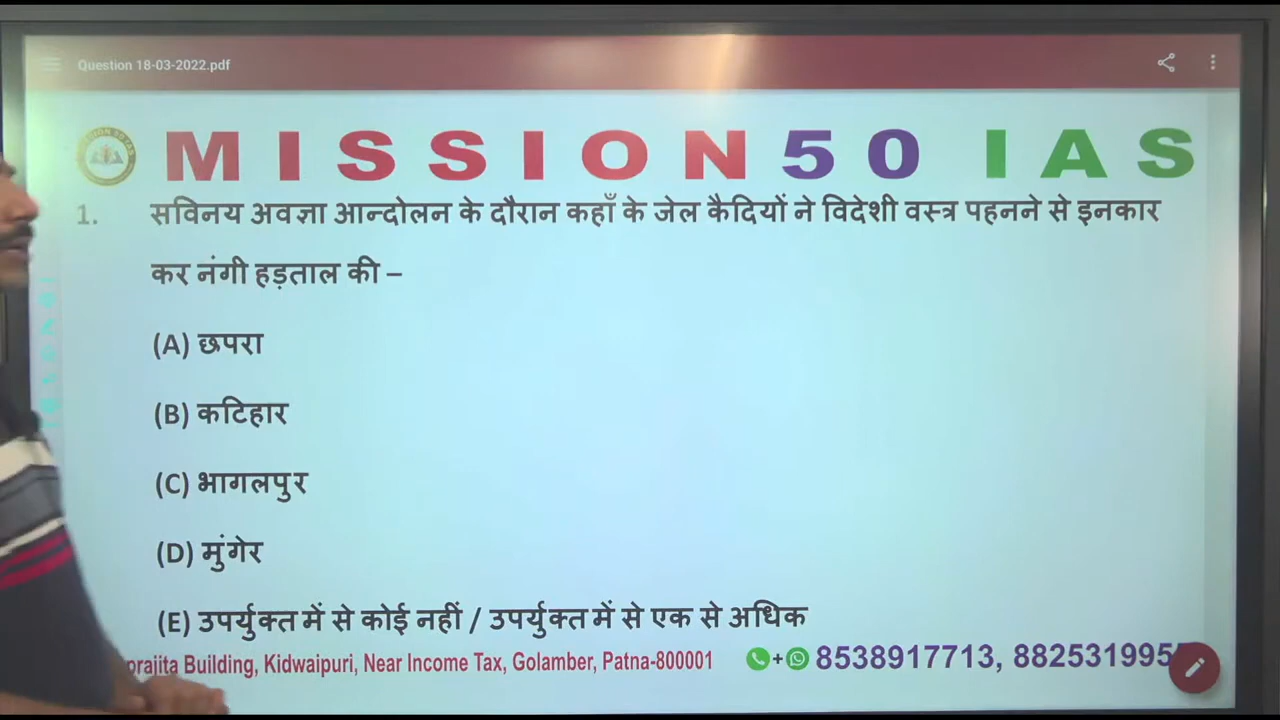 Question 18-03-2022.pdf
MISSION 50 IAS
1. सविनय अवज्ञा आन्दोलन के दौरान कहाँ के जेल कैदियों ने विदेशी वस्त्र पहनने से इनकार
कर नंगी हड़ताल की –
(A) छपरा
(B) कटिहार
(C) भागलपुर
(D) मुंगेर
(E) उपर्युक्त में से कोई नहीं / उपर्युक्त में से एक से अधिक
Building, Kidwaipuri, Near Income Tax, Golamber, Patna-800001
+ 8538917713, 882531995